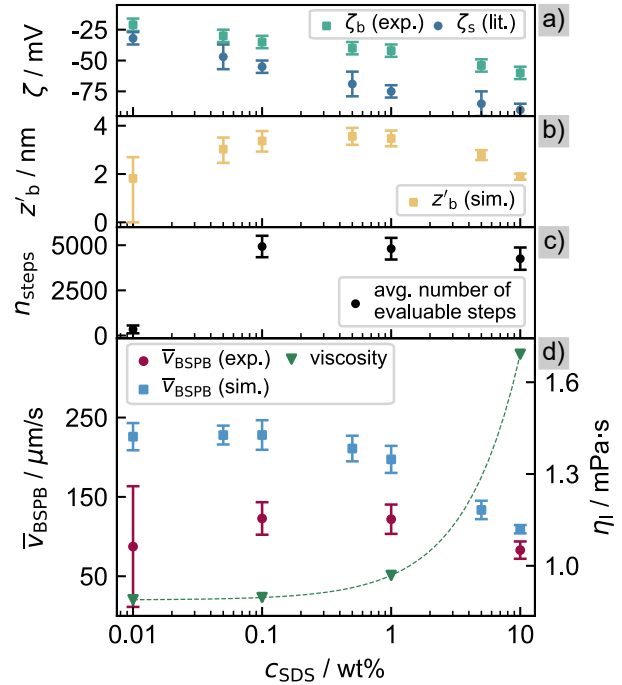 ζb (exp.) ζ̅s (lit.) a)
ζ / mV
-25
-50
-75
z′b / nm
4
2
0
b)
z′b (sim.)
nsteps
5000
2500
0
c)
avg. number of
evaluable steps
v̅BSPB (exp.) viscosity d)
v̅BSPB (sim.)
v̅BSPB / μm/s
250
150
50
1.6
1.3
1.0
ηl / mPa·s
0.01 0.1 1 10
cSDS / wt%